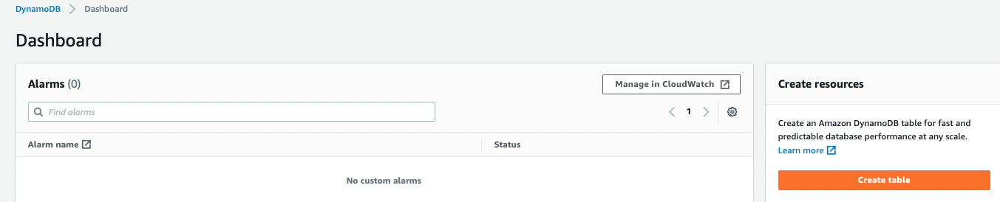 DynamoDB > Dashboard
Dashboard
Alarms (0)
Manage in CloudWatch
Find alarms
1
Alarm name
Status
No custom alarms
Create resources
Create an Amazon DynamoDB table for fast and
predictable database performance at any scale.
Learn more
Create table